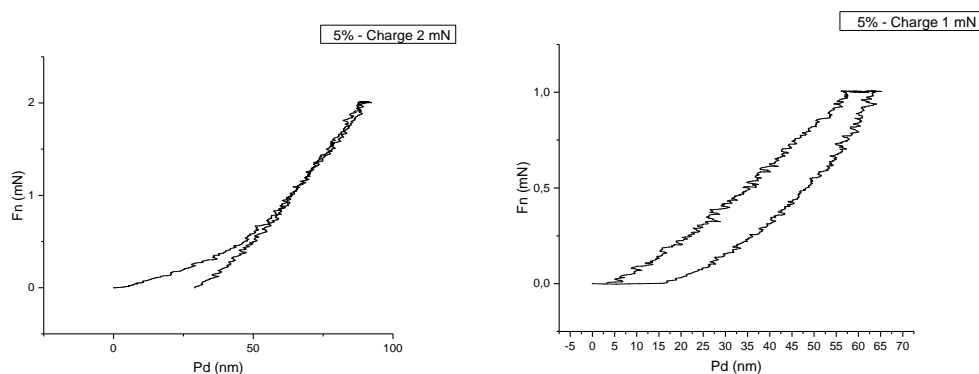 5% - Charge 2 mN
Fn (mN)
2
1
0
0
50
100
Pd (nm)
5% - Charge 1 mN
Fn (mN)
1,0
0,5
0,0
-5 0 5 10 15 20 25 30 35 40 45 50 55 60 65 70
Pd (nm)